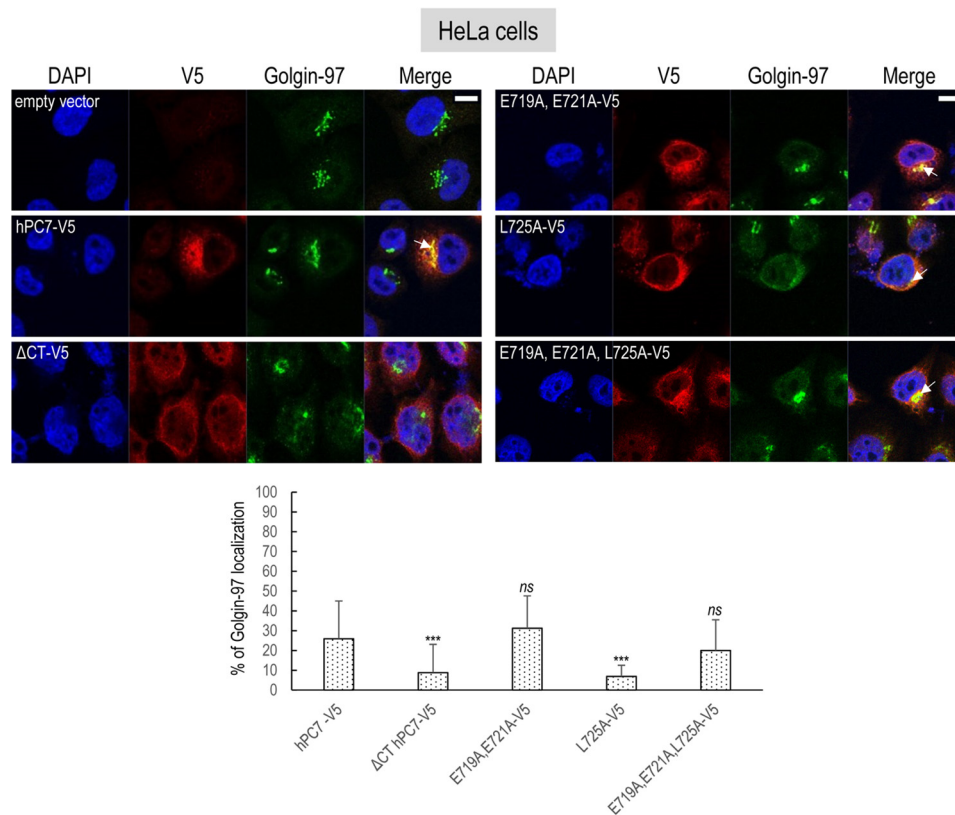 HeLa cells
DAPI V5 Golgin-97 Merge
empty vector
hPC7-V5
ΔCT-V5
DAPI V5 Golgin-97 Merge
E719A, E721A-V5
L725A-V5
E719A, E721A, L725A-V5
% of Golgin-97 localization
100
90
80
70
60
50
40
30
20
10
0
***
ns
***
ns
hPC7 -V5
ΔCT hPC7-V5
E719A,E721A-V5
L725A-V5
E719A,E721A,L725A-V5